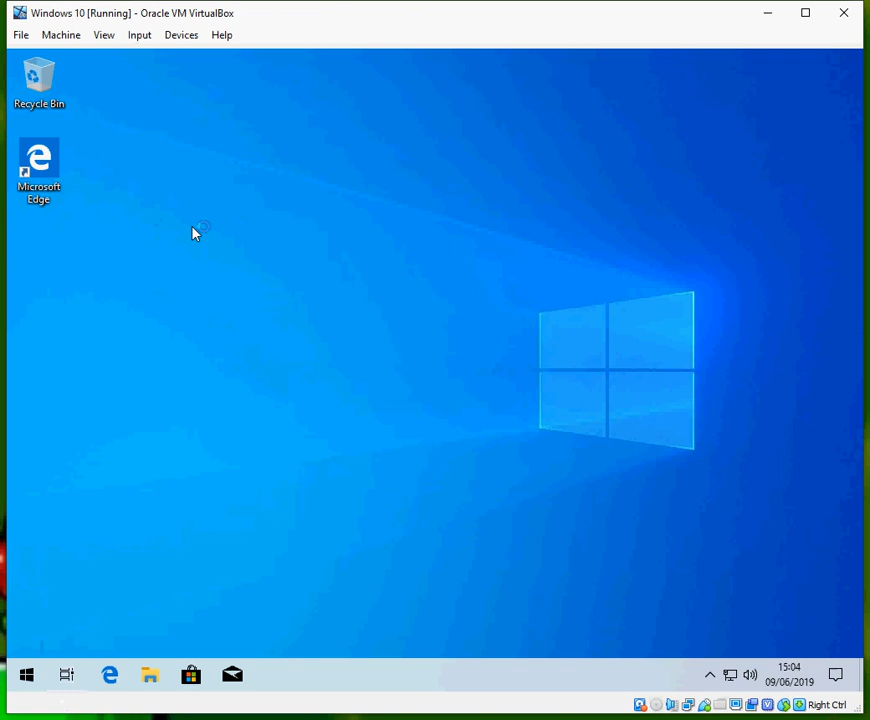 Windows 10 [Running] - Oracle VM VirtualBox
File Machine View Input Devices Help
Recycle Bin
Microsoft
Edge
15:04
09/06/2019
Right Ctrl